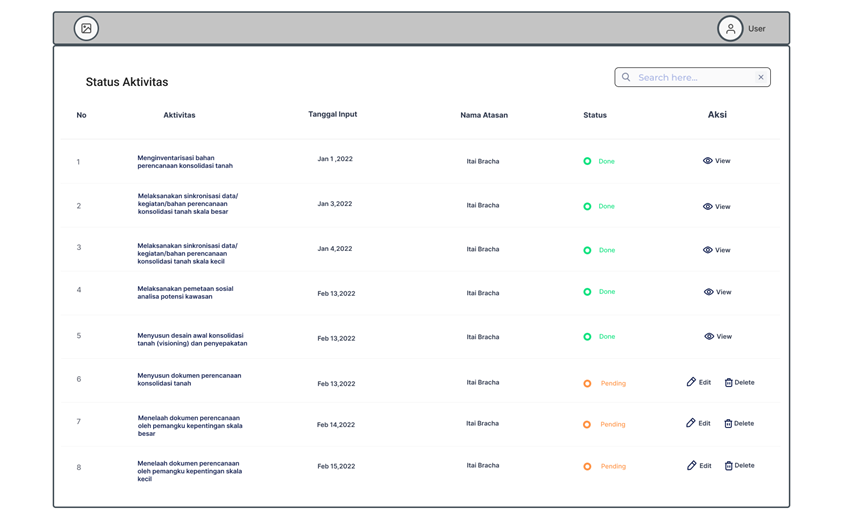 User
Status Aktivitas
Search here...
No Aktivitas Tanggal Input Nama Atasan Status Aksi
1 Menginventarisasi bahan Jan 1 ,2022 Itai Bracha Done View
perencanaan konsolidasi tanah
2 Melaksanakan sinkronisasi data/ Jan 3,2022 Itai Bracha Done View
kegiatan/bahan perencanaan
konsolidasi tanah skala besar
3 Melaksanakan sinkronisasi data/ Jan 4,2022 Itai Bracha Done View
kegiatan/bahan perencanaan
konsolidasi tanah skala kecil
4 Melaksanakan pemetaan sosial Feb 13,2022 Itai Bracha Done View
analisa potensi kawasan
5 Menyusun desain awal konsolidasi Feb 13,2022 Itai Bracha Done View
tanah (visioning) dan penyepakatan
6 Menyusun dokumen perencanaan Feb 13,2022 Itai Bracha Pending Edit Delete
konsolidasi tanah
7 Menelaah dokumen perencanaan Feb 14,2022 Itai Bracha Pending Edit Delete
oleh pemangku kepentingan skala
besar
8 Menelaah dokumen perencanaan Feb 15,2022 Itai Bracha Pending Edit Delete
oleh pemangku kepentingan skala
kecil